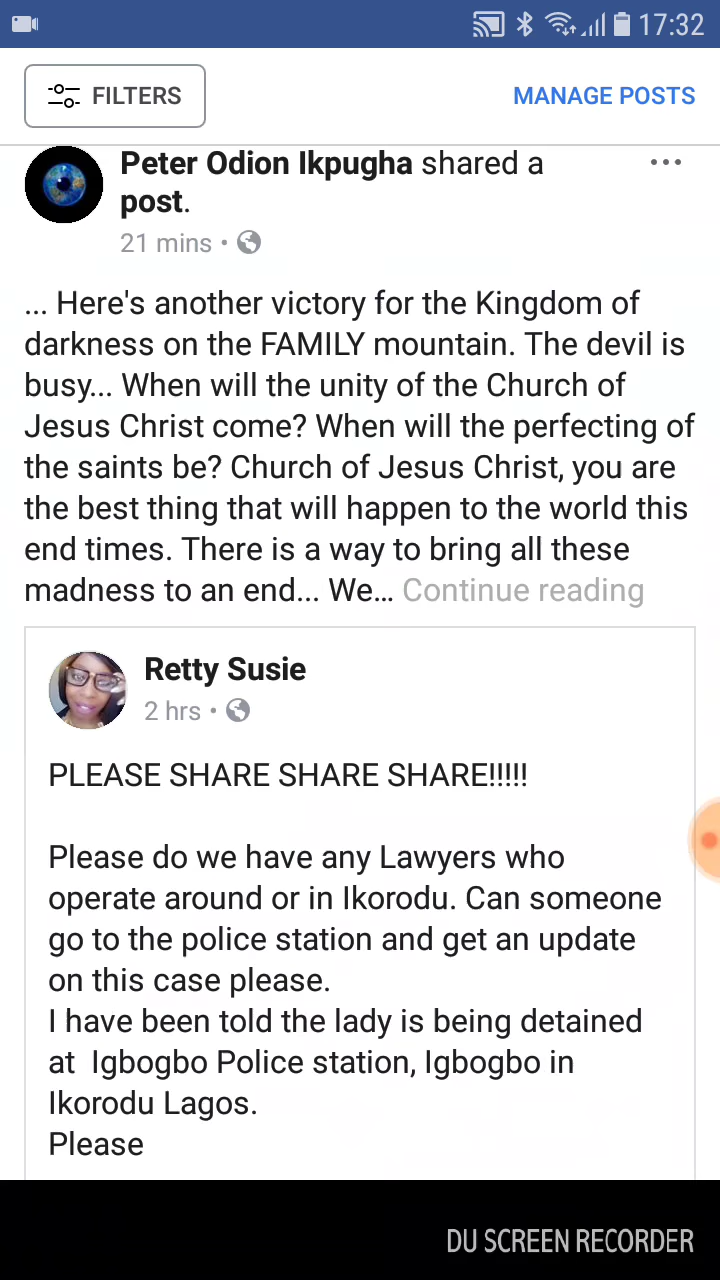 17:32
FILTERS
MANAGE POSTS
Peter Odion Ikpugha shared a
post.
21 mins •
... Here's another victory for the Kingdom of
darkness on the FAMILY mountain. The devil is
busy... When will the unity of the Church of
Jesus Christ come? When will the perfecting of
the saints be? Church of Jesus Christ, you are
the best thing that will happen to the world this
end times. There is a way to bring all these
madness to an end... We... Continue reading
Retty Susie
2 hrs •
PLEASE SHARE SHARE SHARE!!!!!
Please do we have any Lawyers who
operate around or in Ikorodu. Can someone
go to the police station and get an update
on this case please.
I have been told the lady is being detained
at Igbogbo Police station, Igbogbo in
Ikorodu Lagos.
Please
DU SCREEN RECORDER